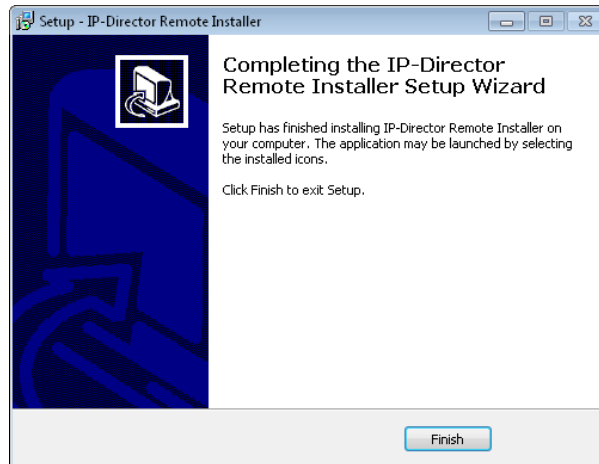 Setup - IP-Director Remote Installer
Completing the IP-Director
Remote Installer Setup Wizard
Setup has finished installing IP-Director Remote Installer on
your computer. The application may be launched by selecting
the installed icons.
Click Finish to exit Setup.
Finish